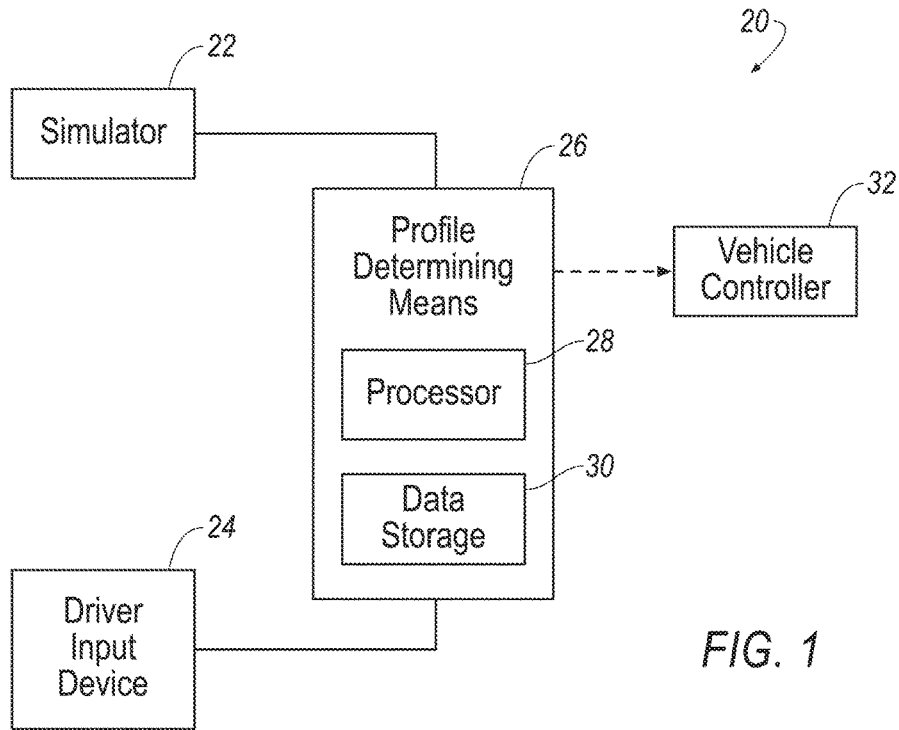 20
22
Simulator
26
Profile
Determining
Means
32
Vehicle
Controller
28
Processor
30
Data
Storage
24
Driver
Input
Device
FIG. 1